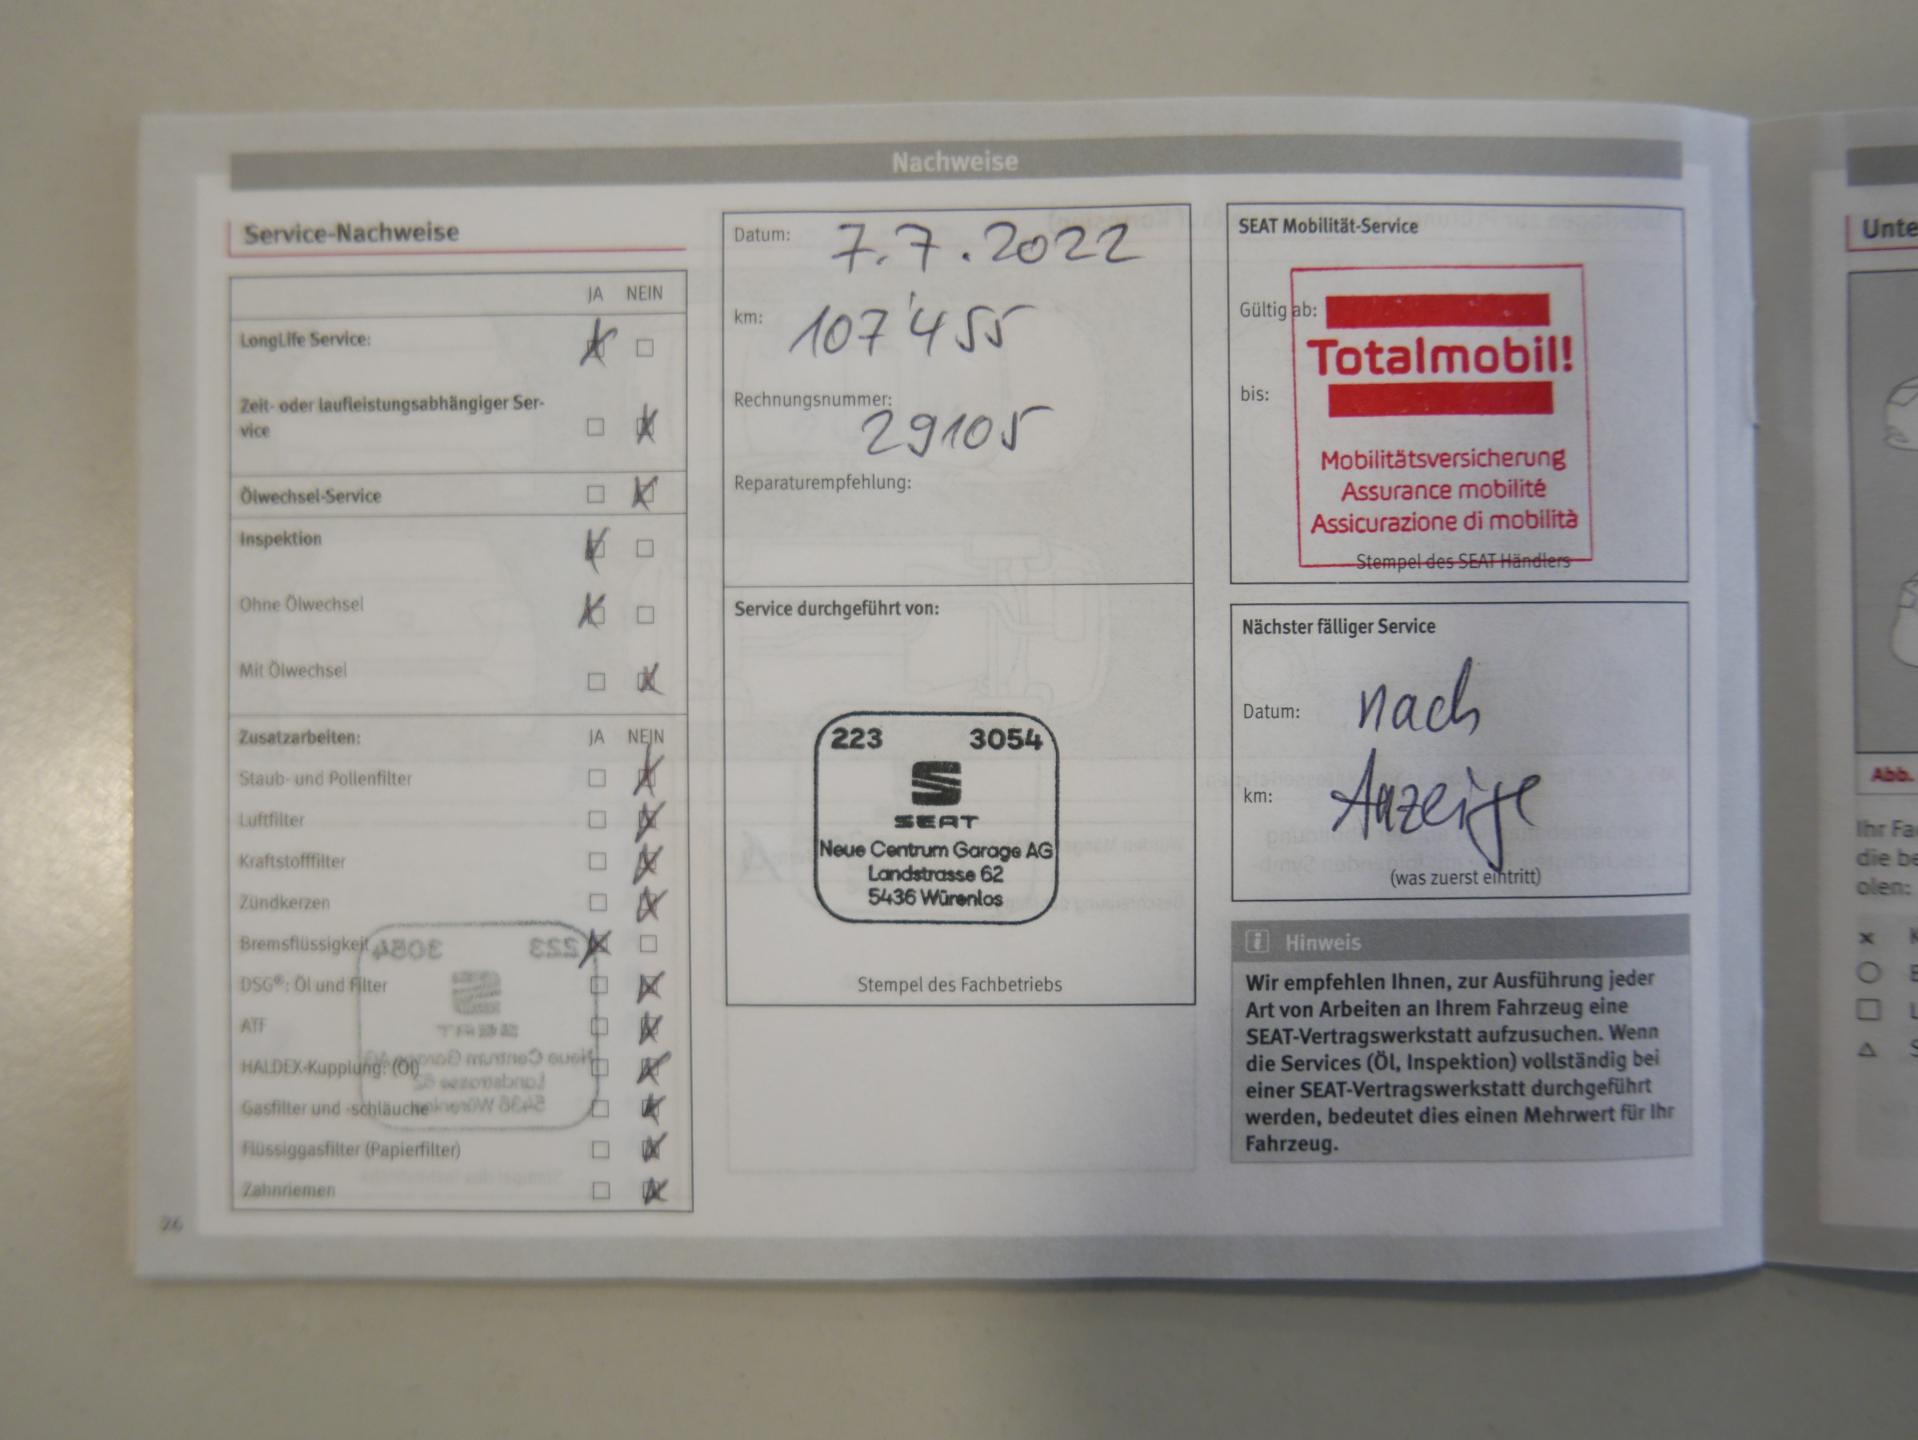 Nachweise
Service-Nachweise
JA NEIN
LongLife Service:
Zeit- oder laufleistungsabhängiger Ser-
vice
Ölwechsel-Service
Inspektion
Ohne Ölwechsel
Mit Ölwechsel
Zusatzarbeiten: JA NEIN
Staub- und Pollenfilter
Luftfilter
Kraftstofffilter
Zündkerzen
Bremsflüssigkeit
DSG®: Öl und Filter
ATF
HALDEX-Kupplung: (Öl)
Gasfilter und -schläuche
Flüssiggasfilter (Papierfilter)
Zahnriemen
26
Datum: 7.7.2022
km: 107'455
Rechnungsnummer:
29105
Reparaturempfehlung:
Service durchgeführt von:
223 3054
SEAT
Neue Centrum Garage AG
Landstrasse 62
5436 Würenlos
Stempel des Fachbetriebs
SEAT Mobilität-Service
Gültig ab:
Totalmobil!
bis:
Mobilitätsversicherung
Assurance mobilité
Assicurazione di mobilità
Stempel des SEAT Händlers
Nächster fälliger Service
Datum: nach
km: Anzeige
(was zuerst eintritt)
i Hinweis
Wir empfehlen Ihnen, zur Ausführung jeder
Art von Arbeiten an Ihrem Fahrzeug eine
SEAT-Vertragswerkstatt aufzusuchen. Wenn
die Services (Öl, Inspektion) vollständig bei
einer SEAT-Vertragswerkstatt durchgeführt
werden, bedeutet dies einen Mehrwert für Ihr
Fahrzeug.
Unte
Abb.
Ihr Fa
die be
olen: